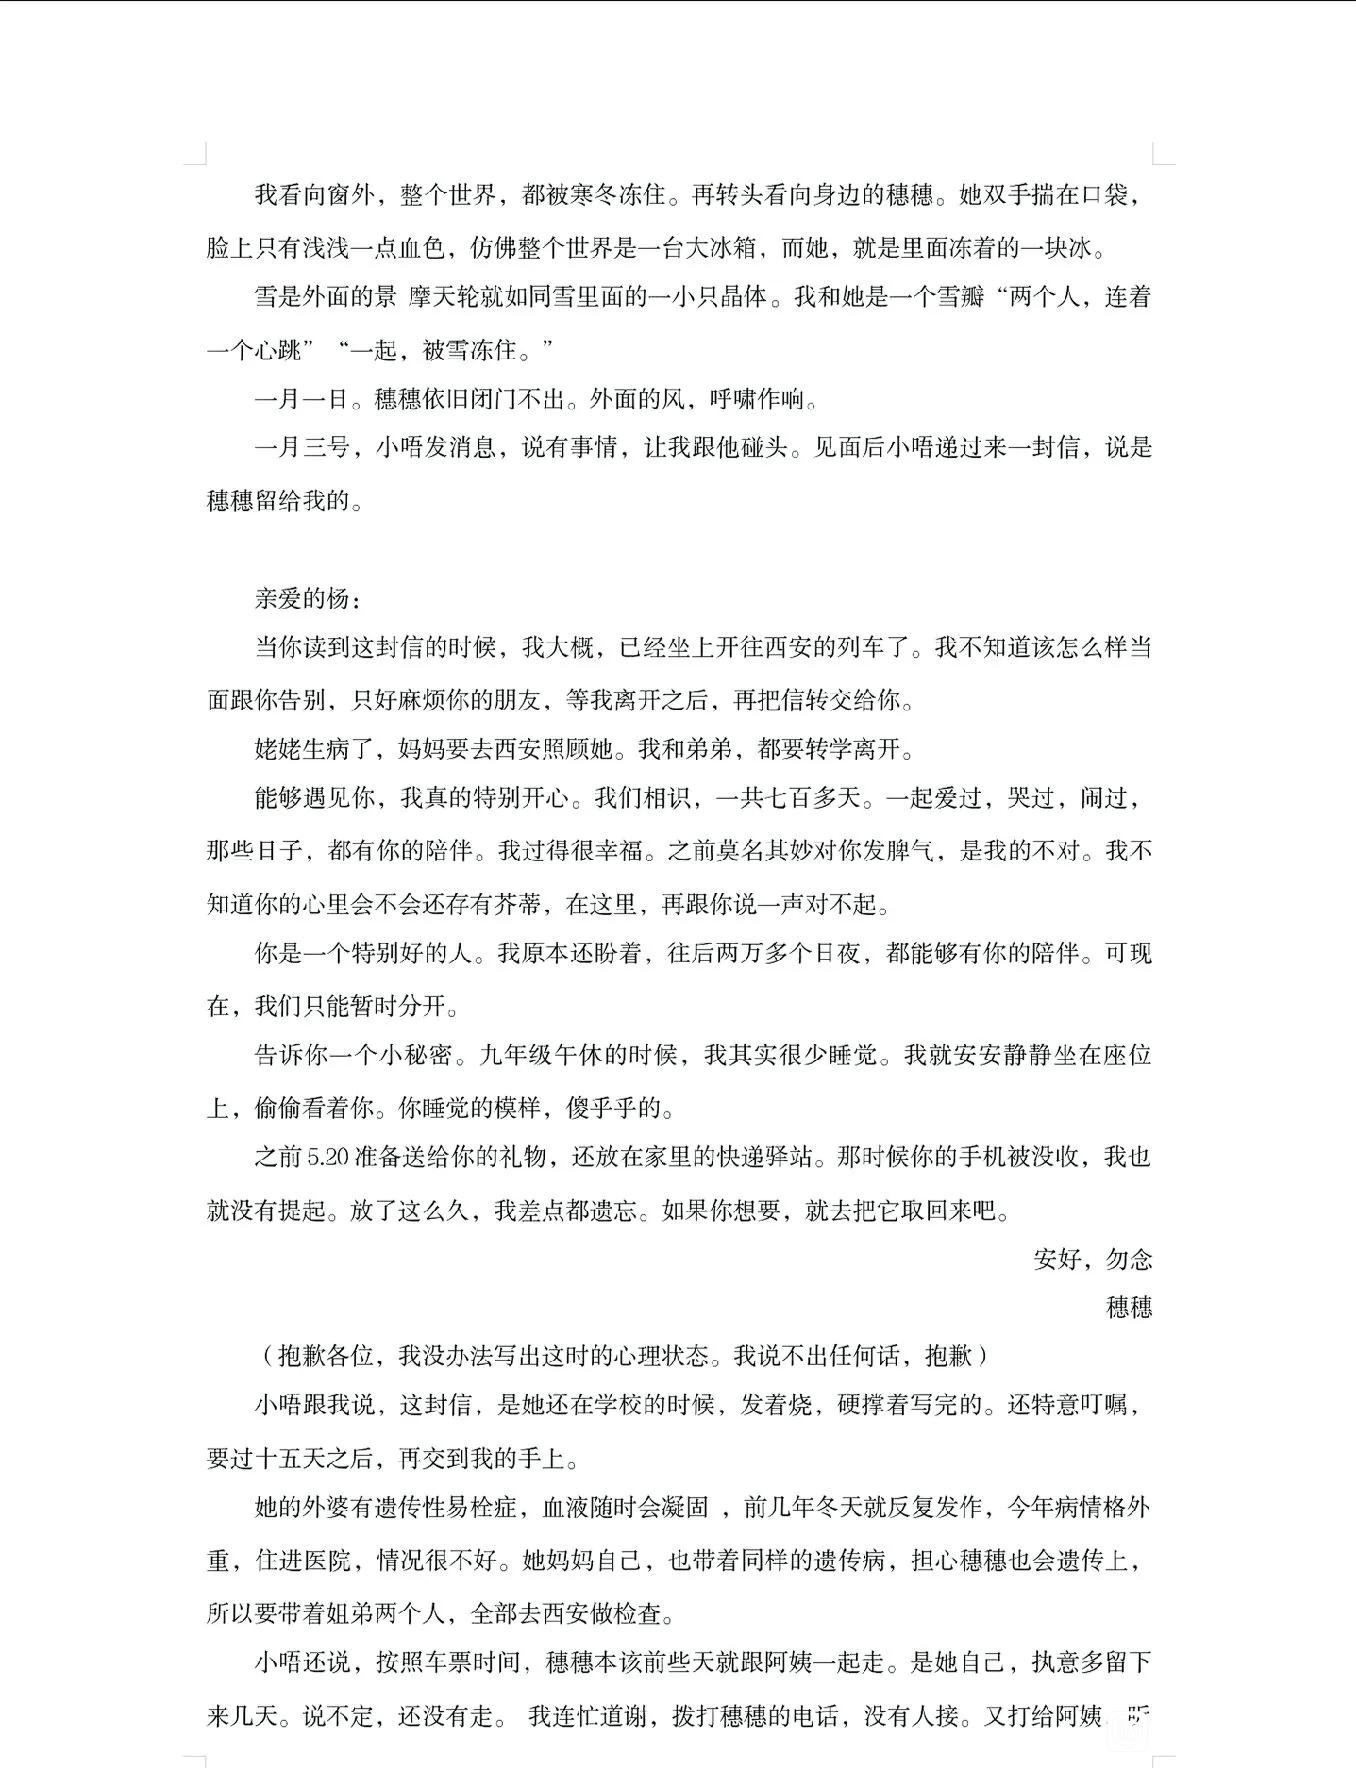 我看向窗外，整个世界，都被寒冬冻住。再转头看向身边的穗穗。她双手揣在口袋，
脸上只有浅浅一点血色，仿佛整个世界是一台大冰箱，而她，就是里面冻着的一块冰。
雪是外面的景 摩天轮就如同雪里面的一小只晶体。我和她是一个雪瓣“两个人，连着
一个心跳”“一起，被雪冻住。”
一月一日。穗穗依旧闭门不出。外面的风，呼啸作响。
一月三号，小唔发消息，说有事情，让我跟他碰头。见面后小唔递过来一封信，说是
穗穗留给我的。
亲爱的杨：
当你读到这封信的时候，我大概，已经坐上开往西安的列车了。我不知道该怎么样当
面跟你告别，只好麻烦你的朋友，等我离开之后，再把信转交给你。
姥姥生病了，妈妈要去西安照顾她。我和弟弟，都要转学离开。
能够遇见你，我真的特别开心。我们相识，一共七百多天。一起爱过，哭过，闹过，
那些日子，都有你的陪伴。我过得很幸福。之前莫名其妙对你发脾气，是我的不对。我不
知道你的心里会不会还存有芥蒂，在这里，再跟你说一声对不起。
你是一个特别好的人。我原本还盼着，往后两万多个日夜，都能够有你的陪伴。可现
在，我们只能暂时分开。
告诉你一个小秘密。九年级午休的时候，我其实很少睡觉。我就安安静静坐在座位
上，偷偷看着你。你睡觉的模样，傻乎乎的。
之前 5.20 准备送给你的礼物，还放在家里的快递驿站。那时候你的手机被没收，我也
就没有提起。放了这么久，我差点都遗忘。如果你想要，就去把它取回来吧。
安好，勿念
穗穗
（抱歉各位，我没办法写出这时的心理状态。我说不出任何话，抱歉）
小唔跟我说，这封信，是她还在学校的时候，发着烧，硬撑着写完的。还特意叮嘱，
要过十五天之后，再交到我的手上。
她的外婆有遗传性易栓症，血液随时会凝固 ，前几年冬天就反复发作，今年病情格外
重，住进医院，情况很不好。她妈妈自己，也带着同样的遗传病，担心穗穗也会遗传上，
所以要带着姐弟两个人，全部去西安做检查。
小唔还说，按照车票时间，穗穗本该前些天就跟阿姨一起走。是她自己，执意多留下
来几天。说不定，还没有走。 我连忙道谢，拨打穗穗的电话，没有人接。又打给阿姨，听